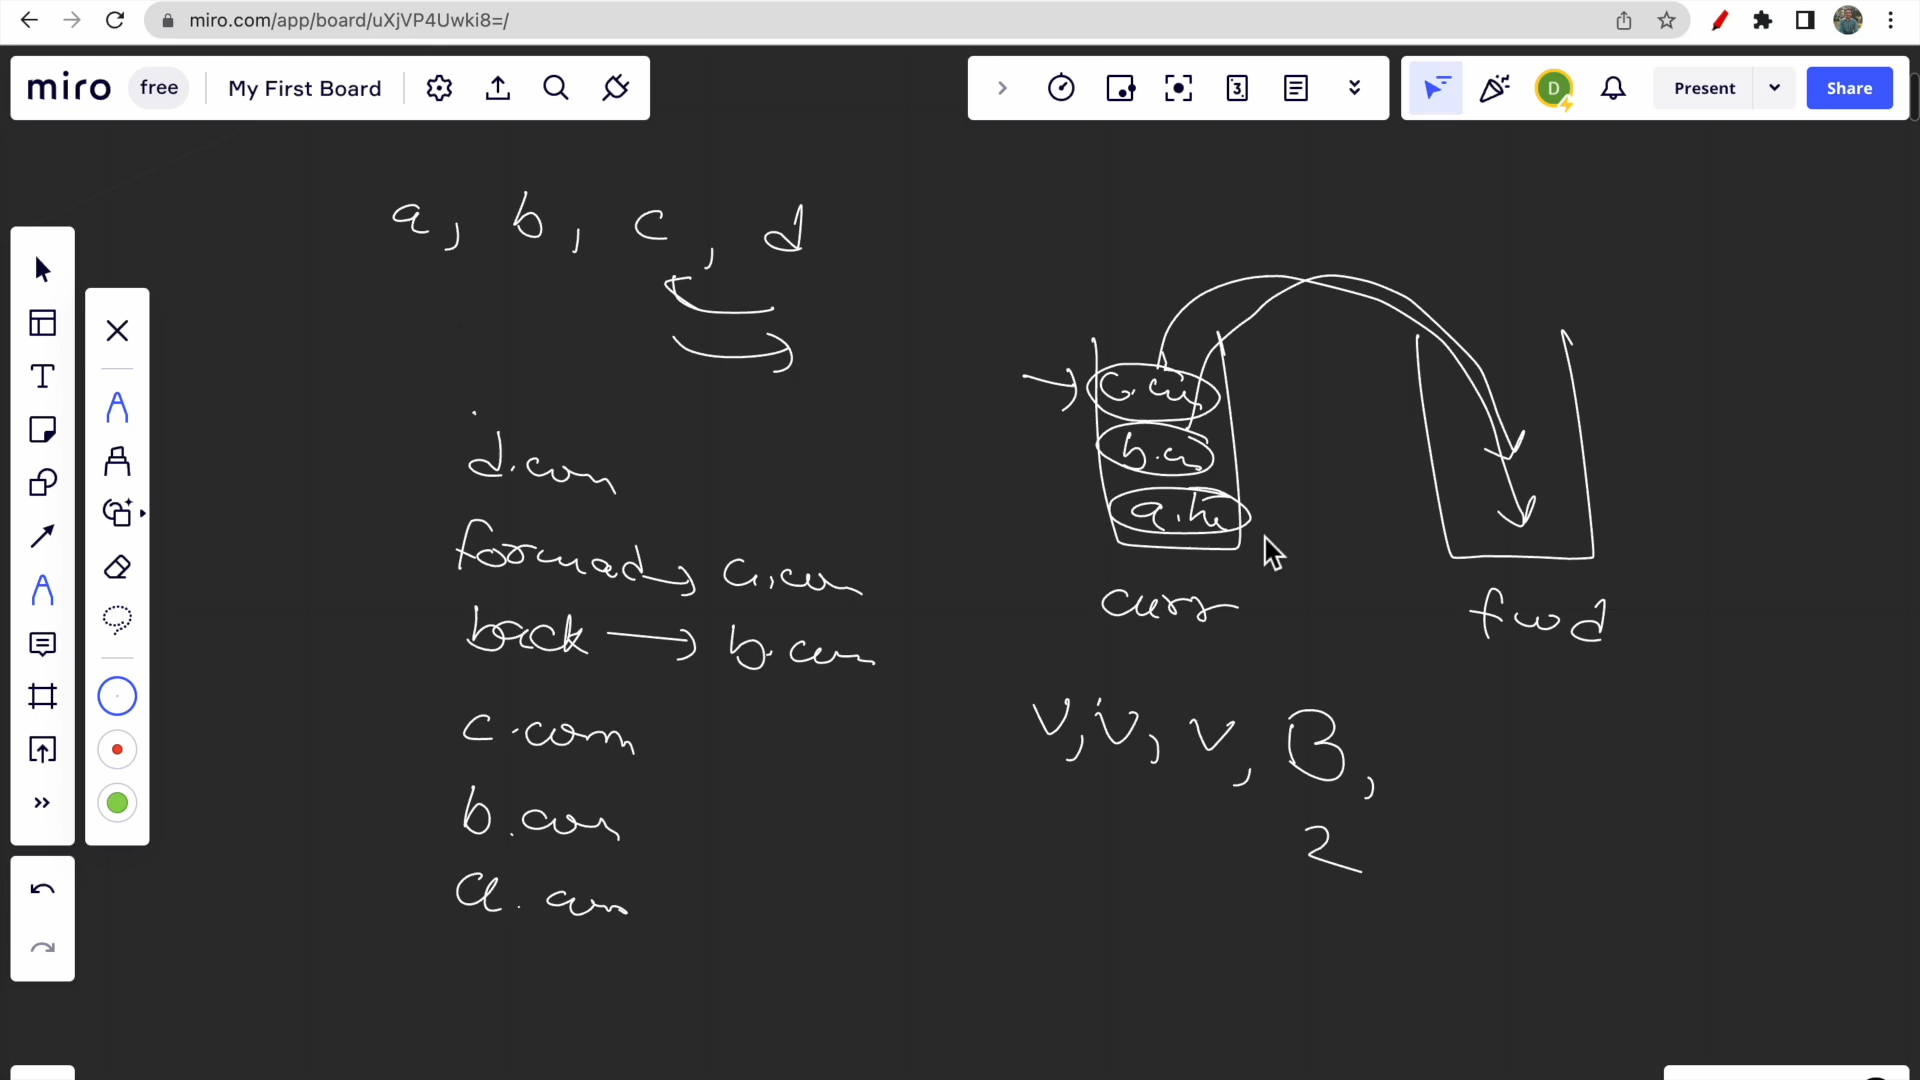 miro.com/app/board/uXjVP4Uwki8=/
miro free My First Board
3 D Present Share
a, b, c, d
d.com
forward → c.com
back → b.com
c.com
b.com
a.com
c.com
b.com
curr fwd
V, V, V, B,
2